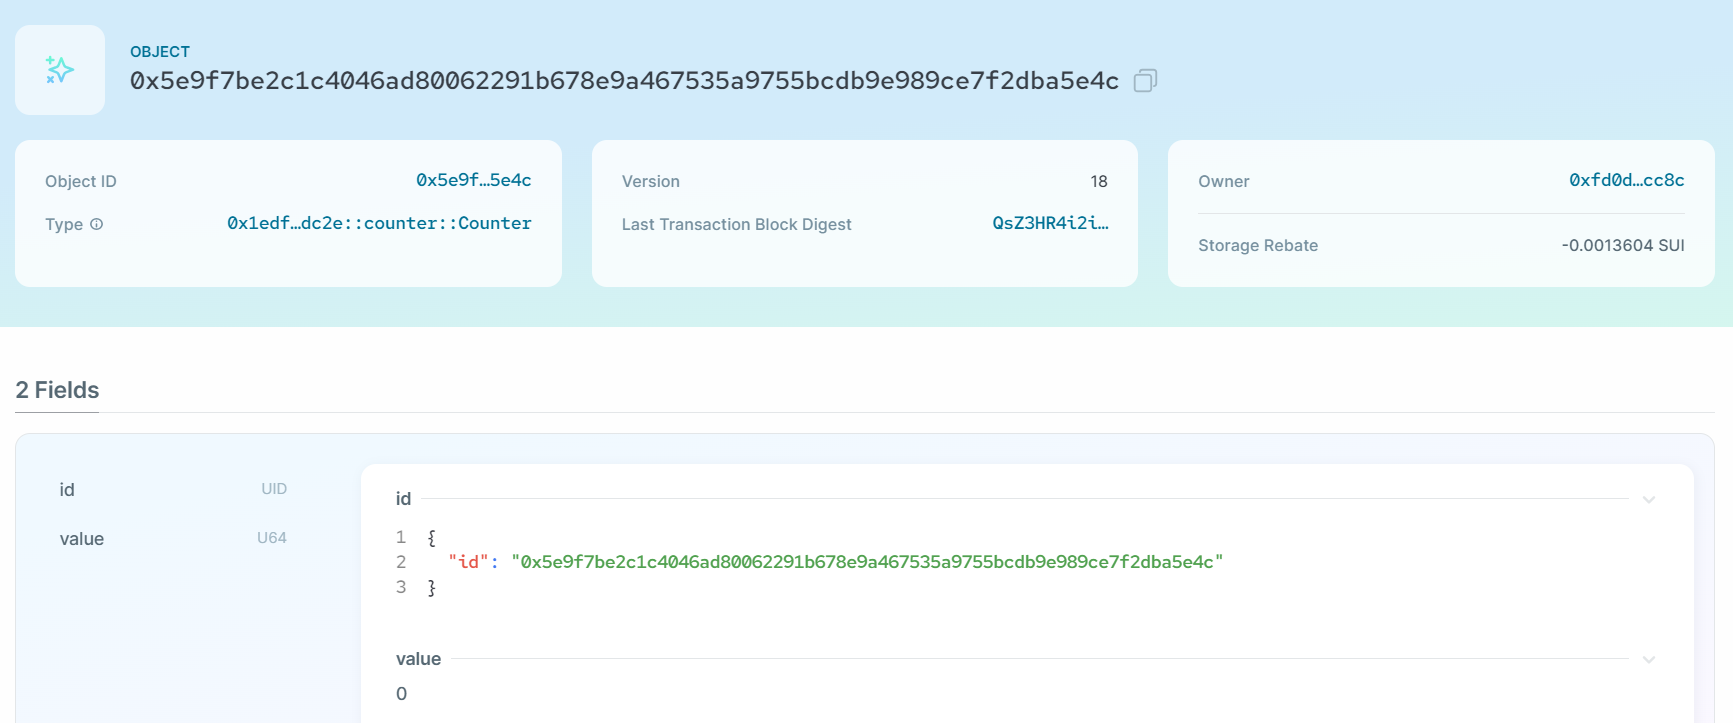 OBJECT
0x5e9f7be2c1c4046ad80062291b678e9a467535a9755bcdb9e989ce7f2dba5e4c
Object ID 0x5e9f…5e4c
Type 0x1edf…dc2e::counter::Counter
Version 18
Last Transaction Block Digest QsZ3HR4i2i…
Owner 0xfd0d…cc8c
Storage Rebate -0.0013604 SUI
2 Fields
id UID
value U64
id
1 {
2 "id": "0x5e9f7be2c1c4046ad80062291b678e9a467535a9755bcdb9e989ce7f2dba5e4c"
3 }
value
0